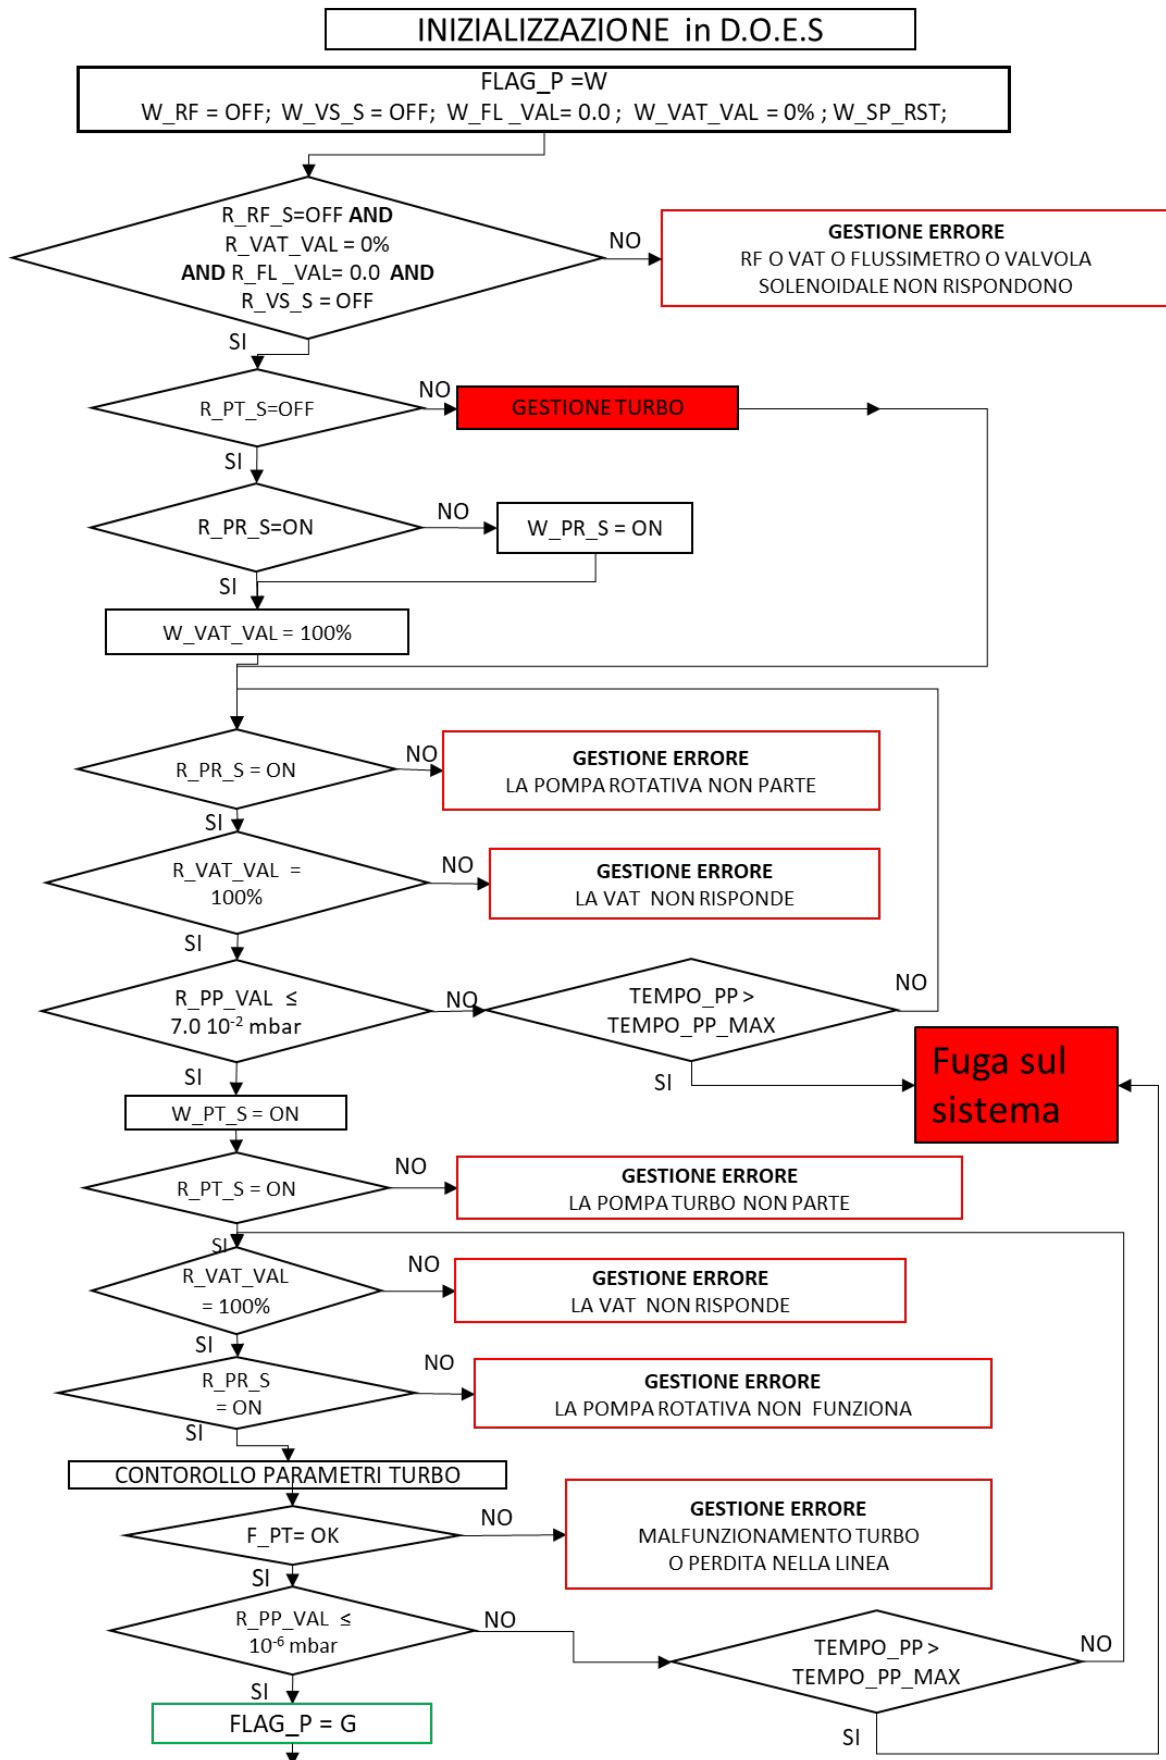 INIZIALIZZAZIONE in D.O.E.S
FLAG_P =W
W_RF = OFF; W_VS_S = OFF; W_FL _VAL= 0.0 ; W_VAT_VAL = 0% ; W_SP_RST;
R_RF_S=OFF AND
R_VAT_VAL = 0%
AND R_FL _VAL= 0.0 AND
R_VS_S = OFF
NO
GESTIONE ERRORE
RF O VAT O FLUSSIMETRO O VALVOLA
SOLENOIDALE NON RISPONDONO
SI
R_PT_S=OFF
NO
GESTIONE TURBO
SI
R_PR_S=ON
NO
W_PR_S = ON
SI
W_VAT_VAL = 100%
R_PR_S = ON
NO
GESTIONE ERRORE
LA POMPA ROTATIVA NON PARTE
SI
R_VAT_VAL =
100%
NO
GESTIONE ERRORE
LA VAT NON RISPONDE
SI
R_PP_VAL ≤
7.0 10⁻² mbar
NO
TEMPO_PP >
TEMPO_PP_MAX
NO
SI
Fuga sul
sistema
SI
W_PT_S = ON
R_PT_S = ON
NO
GESTIONE ERRORE
LA POMPA TURBO NON PARTE
SI
R_VAT_VAL
= 100%
NO
GESTIONE ERRORE
LA VAT NON RISPONDE
SI
R_PR_S
= ON
NO
GESTIONE ERRORE
LA POMPA ROTATIVA NON FUNZIONA
SI
CONTOROLLO PARAMETRI TURBO
F_PT= OK
NO
GESTIONE ERRORE
MALFUNZIONAMENTO TURBO
O PERDITA NELLA LINEA
SI
R_PP_VAL ≤
10⁻⁶ mbar
NO
TEMPO_PP >
TEMPO_PP_MAX
NO
SI
SI
FLAG_P = G